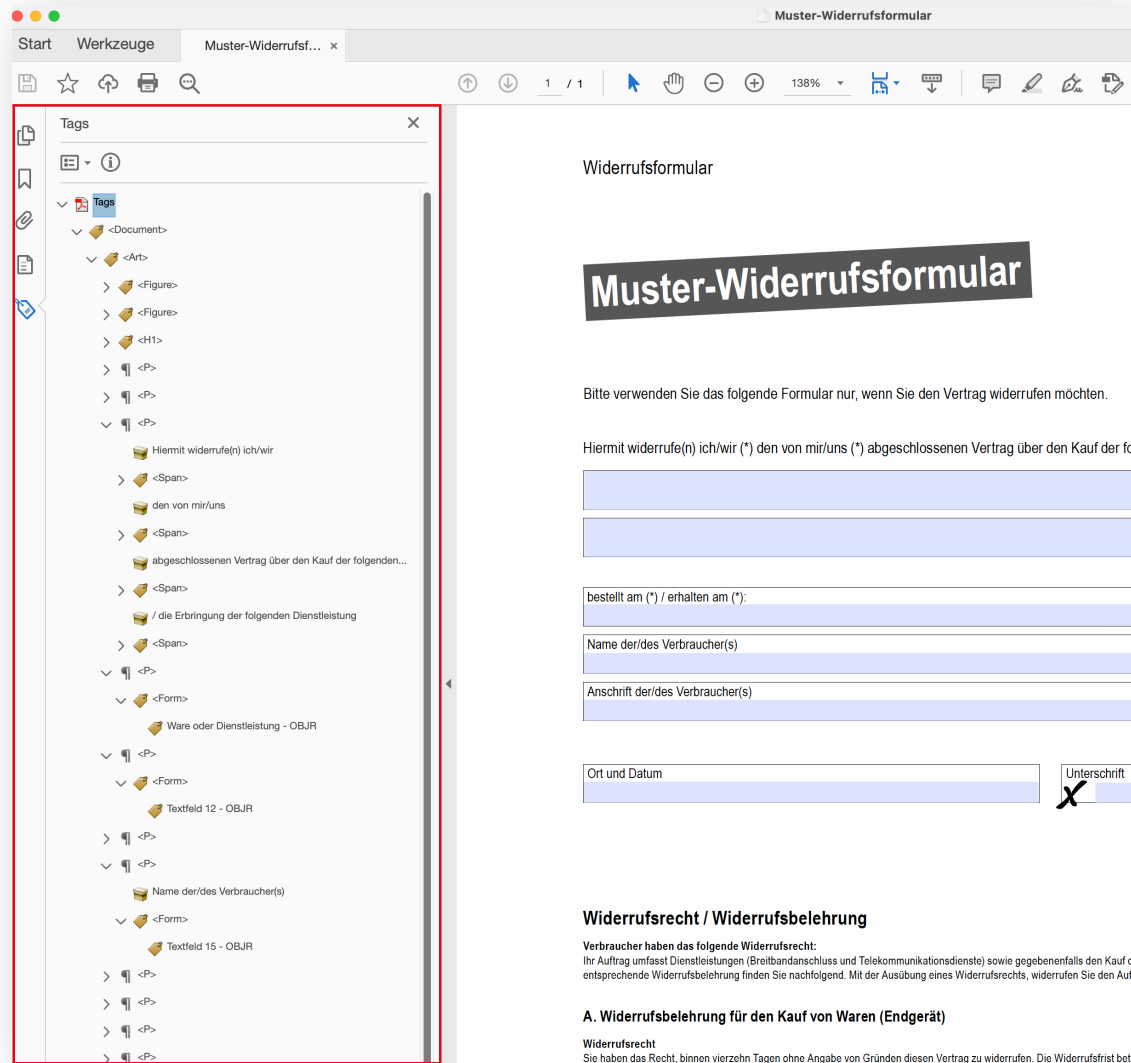 Muster-Widerrufsformular
Start Werkzeuge Muster-Widerrufsf... ×
1 / 1 138%
Tags
Tags
<Document>
<Art>
<Figure>
<Figure>
<H1>
<P>
<P>
<P>
Hiermit widerrufe(n) ich/wir
<Span>
den von mir/uns
<Span>
abgeschlossenen Vertrag über den Kauf der folgenden...
<Span>
/ die Erbringung der folgenden Dienstleistung
<Span>
<P>
<Form>
Ware oder Dienstleistung - OBJR
<P>
<Form>
Textfeld 12 - OBJR
<P>
<P>
Name der/des Verbraucher(s)
<Form>
Textfeld 15 - OBJR
<P>
<P>
<P>
<P>
Widerrufsformular
Muster-Widerrufsformular
Bitte verwenden Sie das folgende Formular nur, wenn Sie den Vertrag widerrufen möchten.
Hiermit widerrufe(n) ich/wir (*) den von mir/uns (*) abgeschlossenen Vertrag über den Kauf der fo
bestellt am (*) / erhalten am (*):
Name der/des Verbraucher(s)
Anschrift der/des Verbraucher(s)
Ort und Datum
Unterschrift
Widerrufsrecht / Widerrufsbelehrung
Verbraucher haben das folgende Widerrufsrecht:
Ihr Auftrag umfasst Dienstleistungen (Breitbandanschluss und Telekommunikationsdienste) sowie gegebenenfalls den Kauf
entsprechende Widerrufsbelehrung finden Sie nachfolgend. Mit der Ausübung eines Widerrufsrechts, widerrufen Sie den Auf
A. Widerrufsbelehrung für den Kauf von Waren (Endgerät)
Widerrufsrecht
Sie haben das Recht, binnen vierzehn Tagen ohne Angabe von Gründen diesen Vertrag zu widerrufen. Die Widerrufsfrist bet